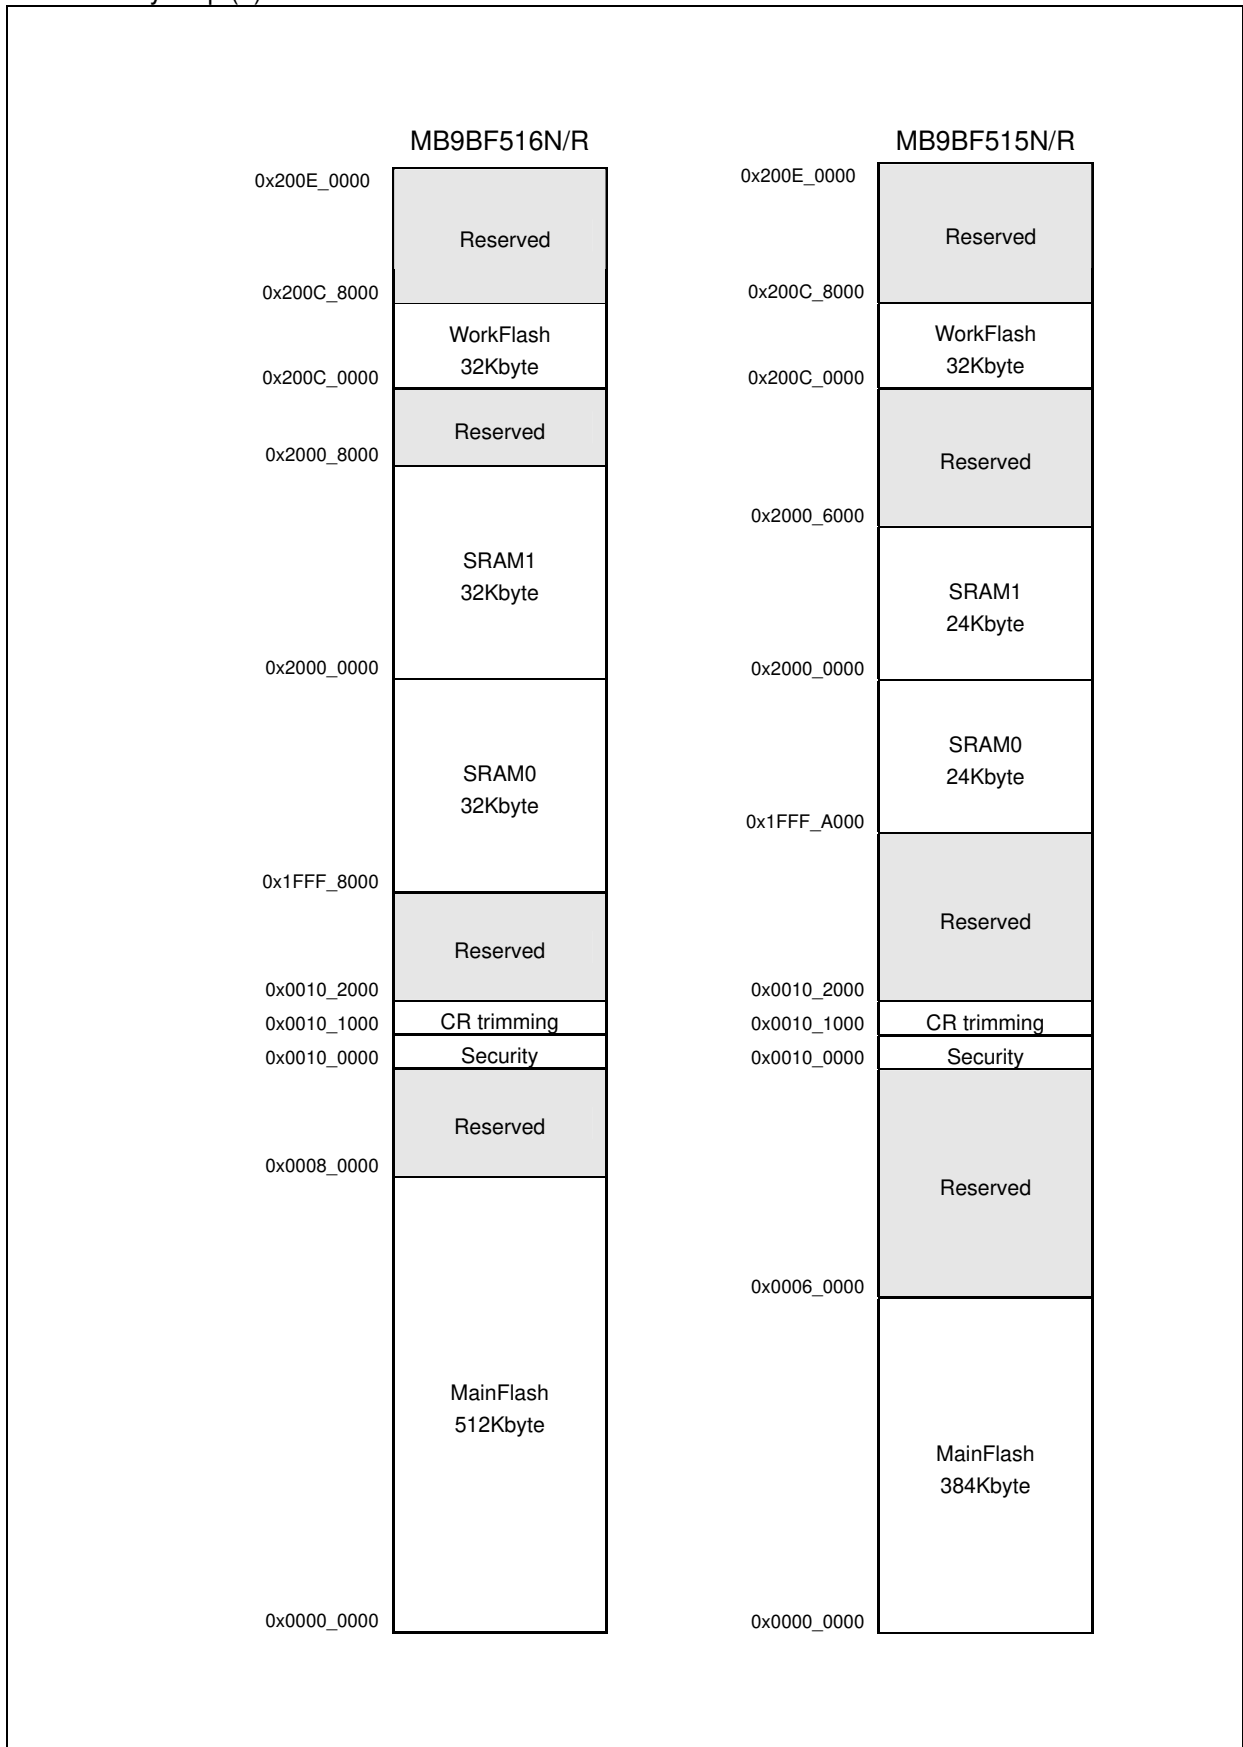 MB9BF516N/R
0x200E_0000
Reserved
0x200C_8000
WorkFlash
32Kbyte
0x200C_0000
Reserved
0x2000_8000
SRAM1
32Kbyte
0x2000_0000
SRAM0
32Kbyte
0x1FFF_8000
Reserved
0x0010_2000
CR trimming
0x0010_1000
Security
0x0010_0000
Reserved
0x0008_0000
MainFlash
512Kbyte
0x0000_0000
MB9BF515N/R
0x200E_0000
Reserved
0x200C_8000
WorkFlash
32Kbyte
0x200C_0000
Reserved
0x2000_6000
SRAM1
24Kbyte
0x2000_0000
SRAM0
24Kbyte
0x1FFF_A000
Reserved
0x0010_2000
CR trimming
0x0010_1000
Security
0x0010_0000
Reserved
0x0006_0000
MainFlash
384Kbyte
0x0000_0000